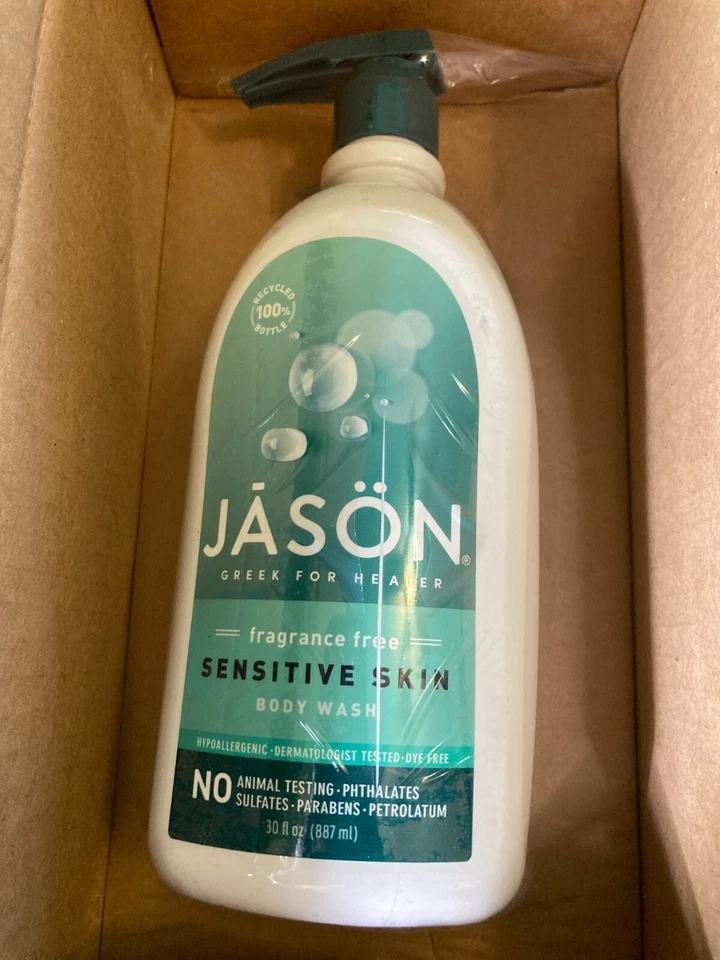 RECYCLED
100%
BOTTLE
JĀSÖN®
GREEK FOR HEALER
fragrance free
SENSITIVE SKIN
BODY WASH
HYPOALLERGENIC·DERMATOLOGIST TESTED·DYE FREE
NO ANIMAL TESTING·PHTHALATES
SULFATES·PARABENS·PETROLATUM
30 fl oz (887 ml)